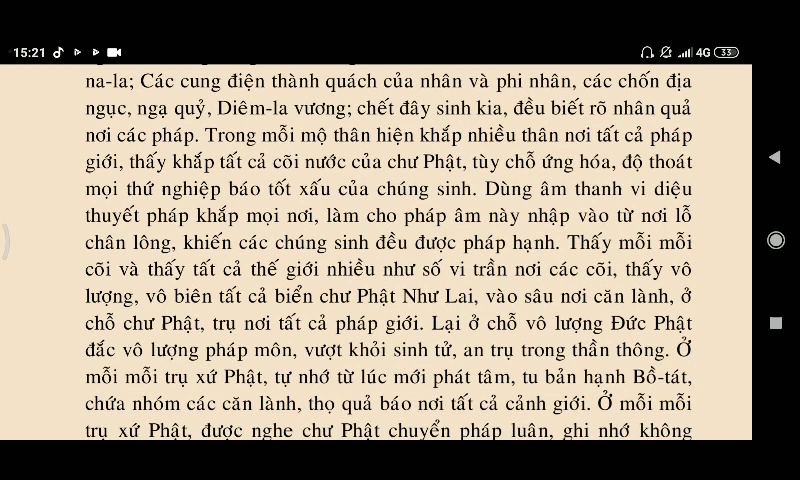 15:21
4G 33
na-la; Các cung điện thành quách của nhân và phi nhân, các chốn địa
ngục, ngạ quỷ, Diêm-la vương; chết đây sinh kia, đều biết rõ nhân quả
nơi các pháp. Trong mỗi mộ thân hiện khắp nhiều thân nơi tất cả pháp
giới, thấy khắp tất cả cõi nước của chư Phật, tùy chỗ ứng hóa, độ thoát
mọi thứ nghiệp báo tốt xấu của chúng sinh. Dùng âm thanh vi diệu
thuyết pháp khắp mọi nơi, làm cho pháp âm này nhập vào từ nơi lỗ
chân lông, khiến các chúng sinh đều được pháp hạnh. Thấy mỗi mỗi
cõi và thấy tất cả thế giới nhiều như số vi trần nơi các cõi, thấy vô
lượng, vô biên tất cả biển chư Phật Như Lai, vào sâu nơi căn lành, ở
chỗ chư Phật, trụ nơi tất cả pháp giới. Lại ở chỗ vô lượng Đức Phật
đắc vô lượng pháp môn, vượt khỏi sinh tử, an trụ trong thần thông. Ở
mỗi mỗi trụ xứ Phật, tự nhớ từ lúc mới phát tâm, tu bản hạnh Bồ-tát,
chứa nhóm các căn lành, thọ quả báo nơi tất cả cảnh giới. Ở mỗi mỗi
trụ xứ Phật, được nghe chư Phật chuyển pháp luân, ghi nhớ không